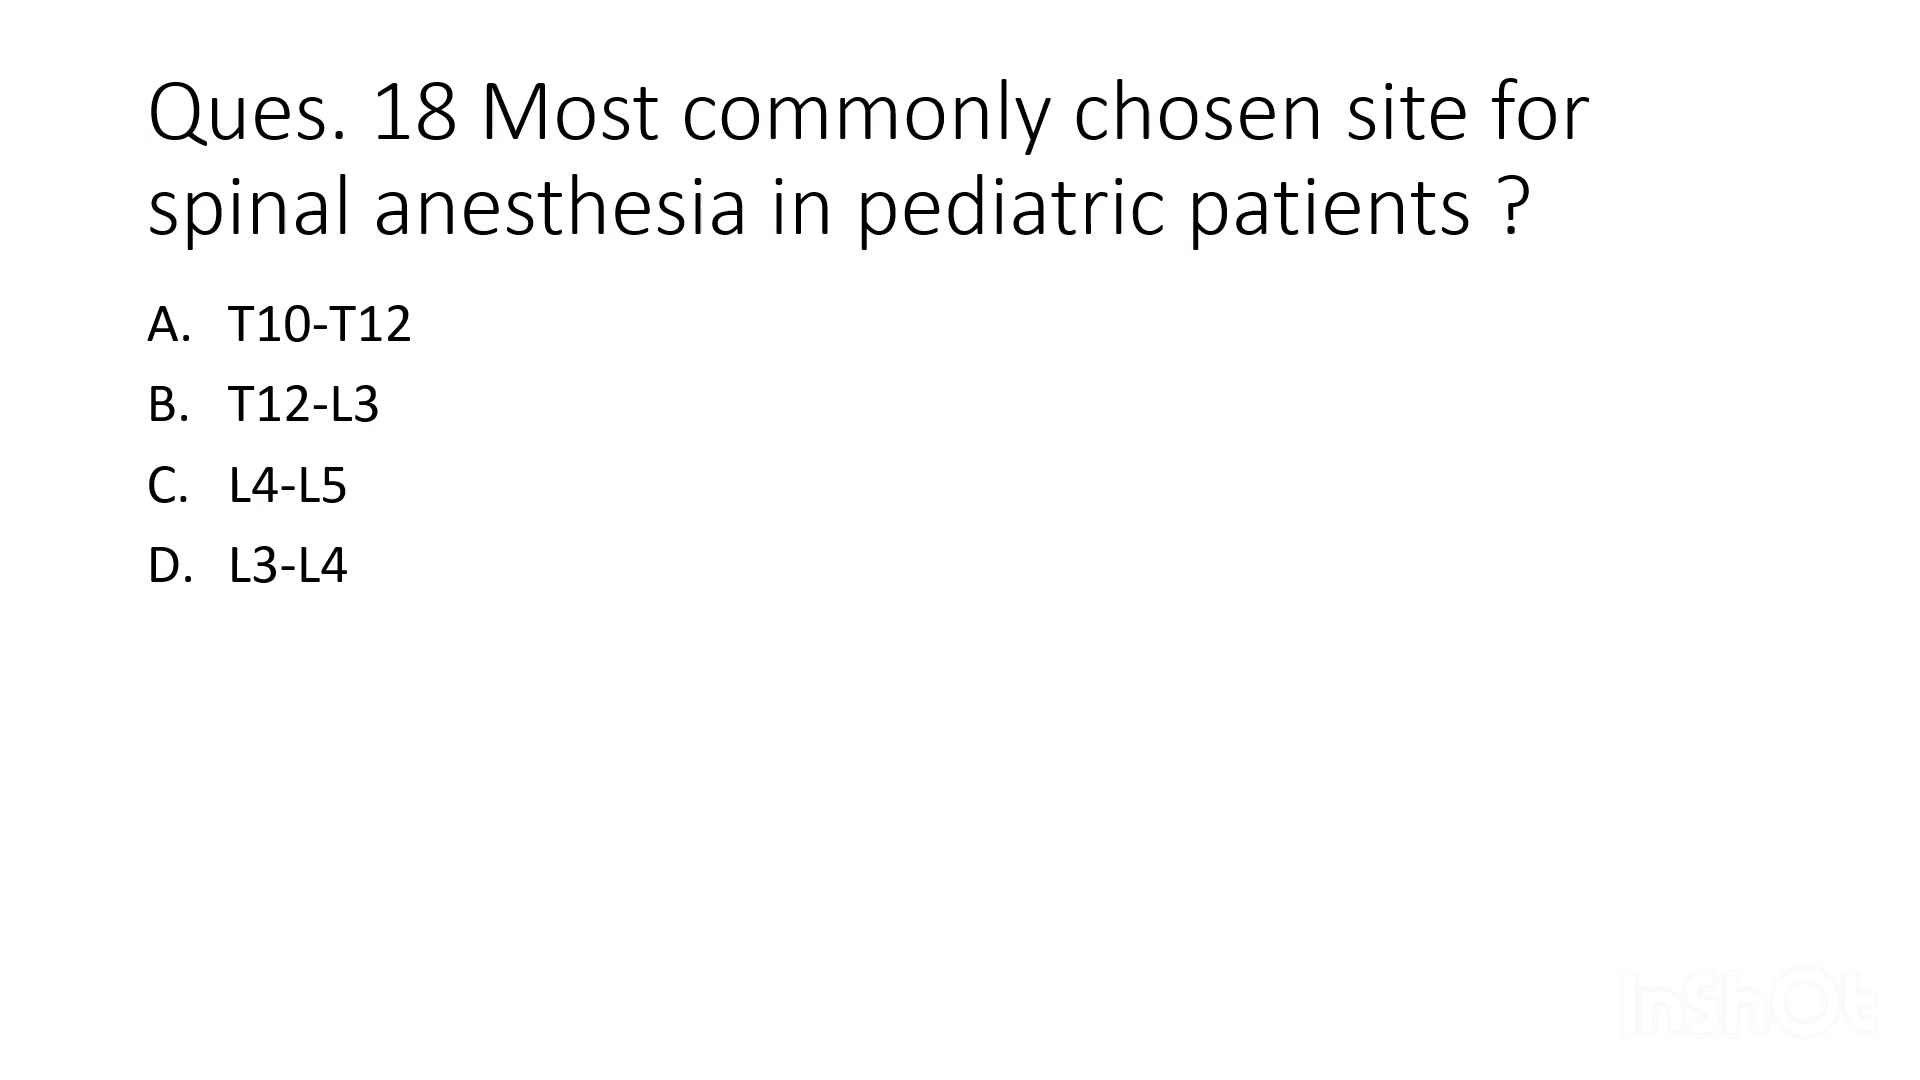 Ques. 18 Most commonly chosen site for
spinal anesthesia in pediatric patients ?
A. T10-T12
B. T12-L3
C. L4-L5
D. L3-L4
InShOt